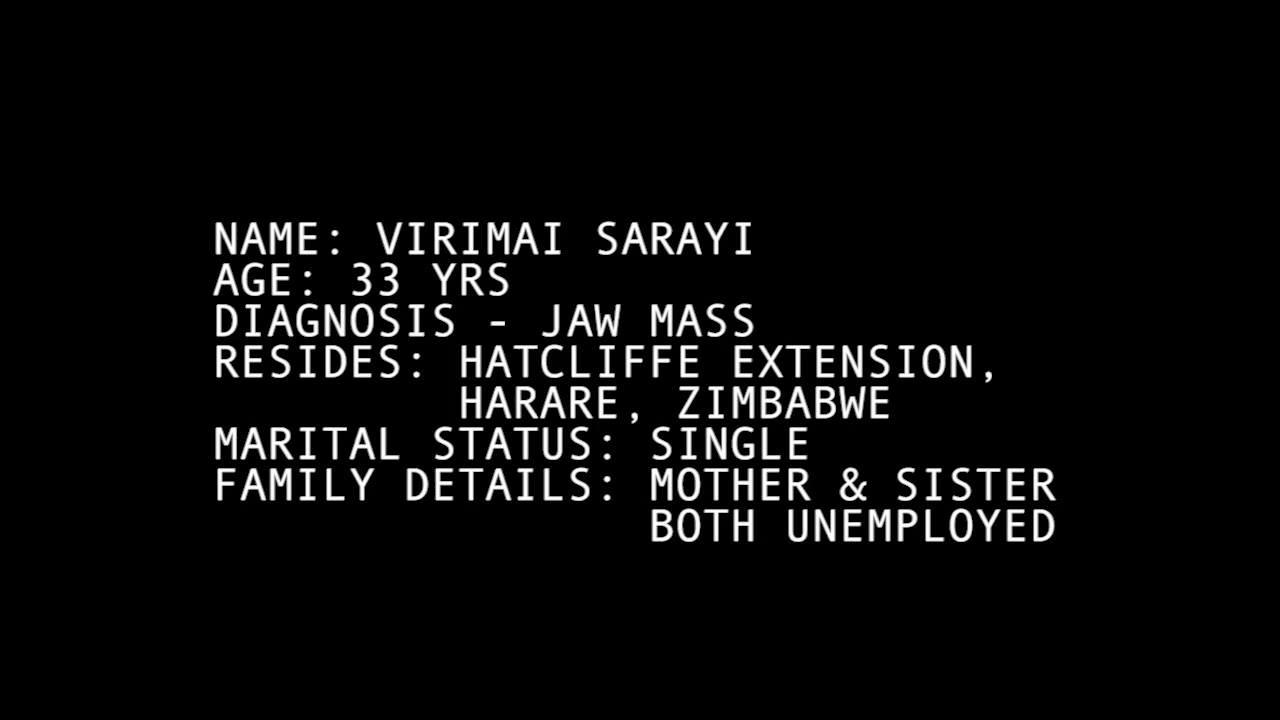 NAME: VIRIMAI SARAYI
AGE: 33 YRS
DIAGNOSIS - JAW MASS
RESIDES: HATCLIFFE EXTENSION,
HARARE, ZIMBABWE
MARITAL STATUS: SINGLE
FAMILY DETAILS: MOTHER & SISTER
BOTH UNEMPLOYED